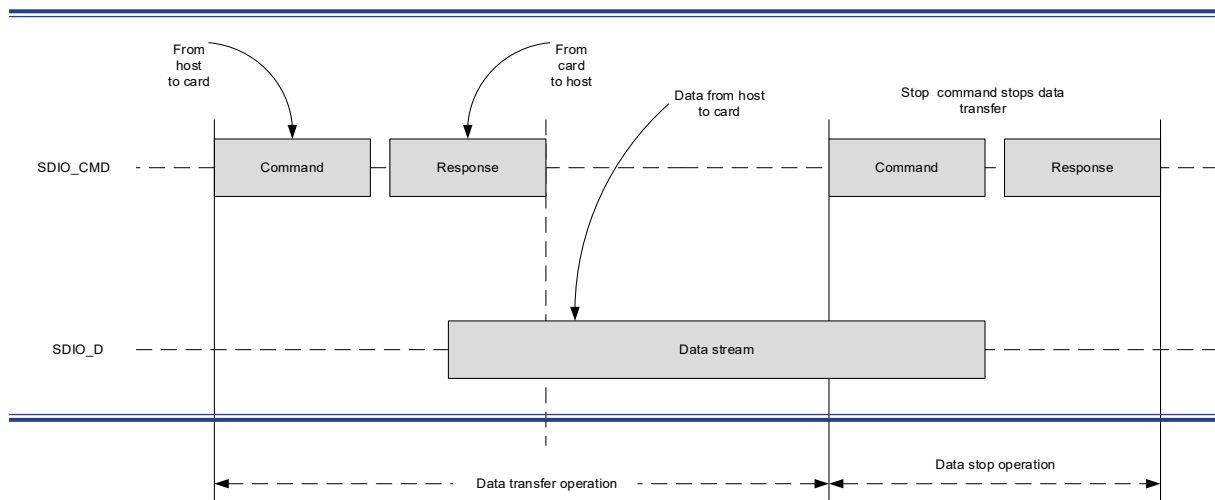 From
host
to card
From
card
to host
Data from host
to card
Stop command stops data
transfer
SDIO_CMD
Command
Response
Command
Response
SDIO_D
Data stream
Data transfer operation
Data stop operation